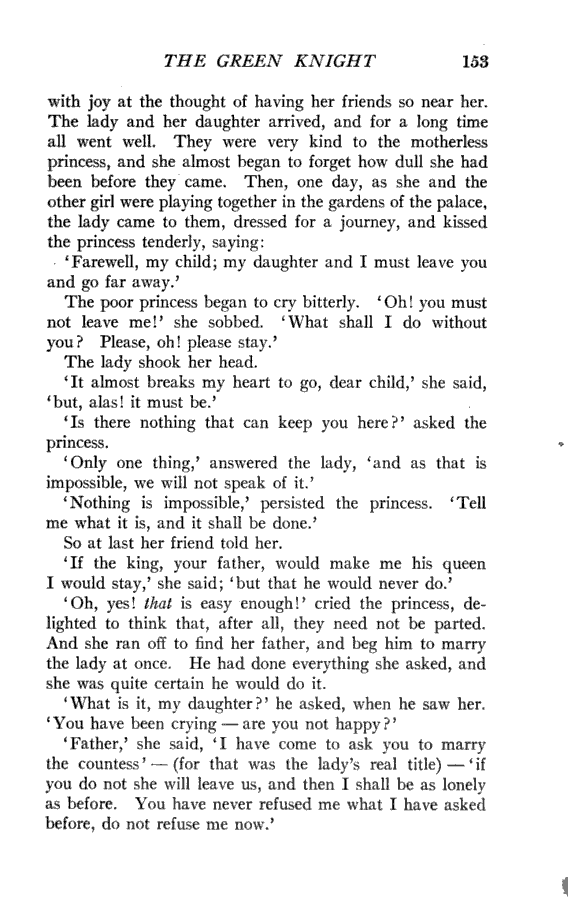 THE GREEN KNIGHT 153
with joy at the thought of having her friends so near her.
The lady and her daughter arrived, and for a long time
all went well. They were very kind to the motherless
princess, and she almost began to forget how dull she had
been before they came. Then, one day, as she and the
other girl were playing together in the gardens of the palace,
the lady came to them, dressed for a journey, and kissed
the princess tenderly, saying:
‘Farewell, my child; my daughter and I must leave you
and go far away.’
The poor princess began to cry bitterly. ‘Oh! you must
not leave me!’ she sobbed. ‘What shall I do without
you? Please, oh! please stay.’
The lady shook her head.
‘It almost breaks my heart to go, dear child,’ she said,
‘but, alas! it must be.’
‘Is there nothing that can keep you here?’ asked the
princess.
‘Only one thing,’ answered the lady, ‘and as that is
impossible, we will not speak of it.’
‘Nothing is impossible,’ persisted the princess. ‘Tell
me what it is, and it shall be done.’
So at last her friend told her.
‘If the king, your father, would make me his queen
I would stay,’ she said; ‘but that he would never do.’
‘Oh, yes! that is easy enough!’ cried the princess, de-
lighted to think that, after all, they need not be parted.
And she ran off to find her father, and beg him to marry
the lady at once. He had done everything she asked, and
she was quite certain he would do it.
‘What is it, my daughter?’ he asked, when he saw her.
‘You have been crying — are you not happy?’
‘Father,’ she said, ‘I have come to ask you to marry
the countess’ — (for that was the lady’s real title) — ‘if
you do not she will leave us, and then I shall be as lonely
as before. You have never refused me what I have asked
before, do not refuse me now.’